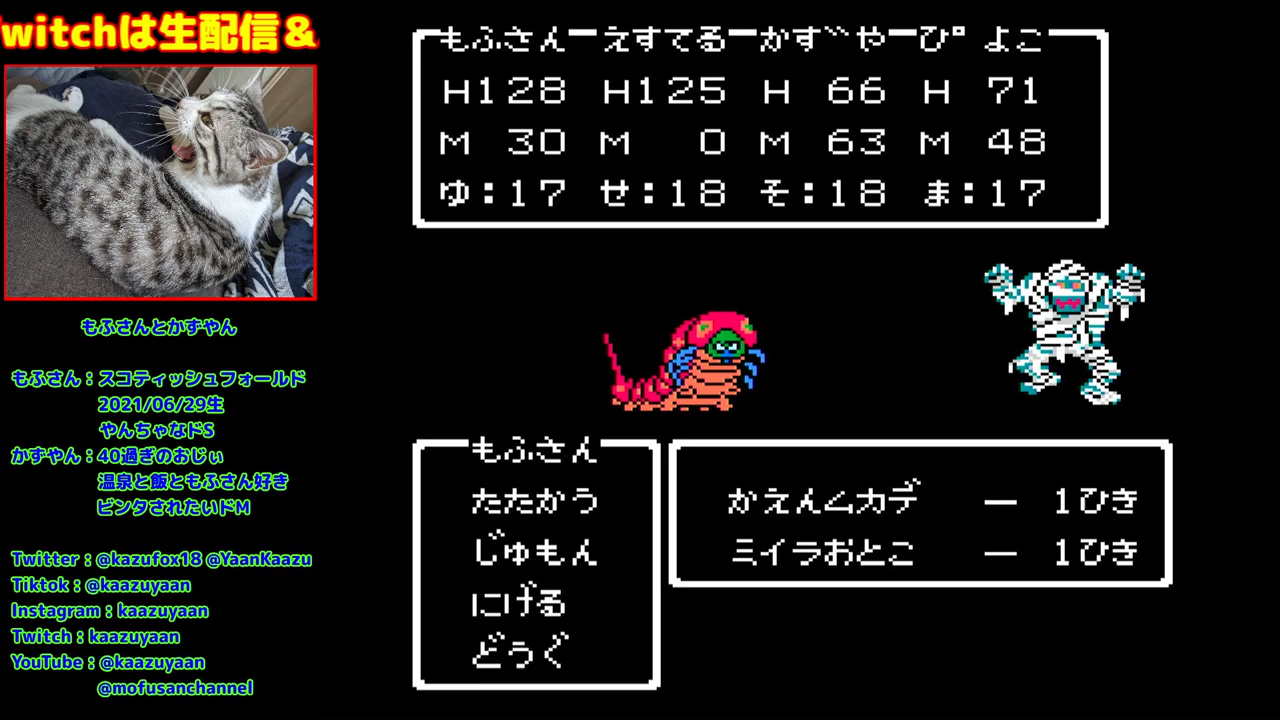 witchは生配信&
もふさんとかずやん
もふさん:スコティッシュフォールド
2021/06/29生
やんちゃなドS
かずやん:40過ぎのおじぃ
温泉と飯ともふさん好き
ビンタされたいドM
Twitter:@kazufox18 @YaanKaazu
Tiktok:@kaazuyaan
Instagram:kaazuyaan
Twitch:kaazuyaan
YouTube:@kaazuyaan
@mofusanchannel
もふさん えすてる かずや ぴよこ
H128 H125 H 66 H 71
M 30 M 0 M 63 M 48
ゆ:17 せ:18 そ:18 ま:17
もふさん
たたかう
じゅもん
にげる
どうぐ
かえんムカデ ー 1ひき
ミイラおとこ ー 1ひき